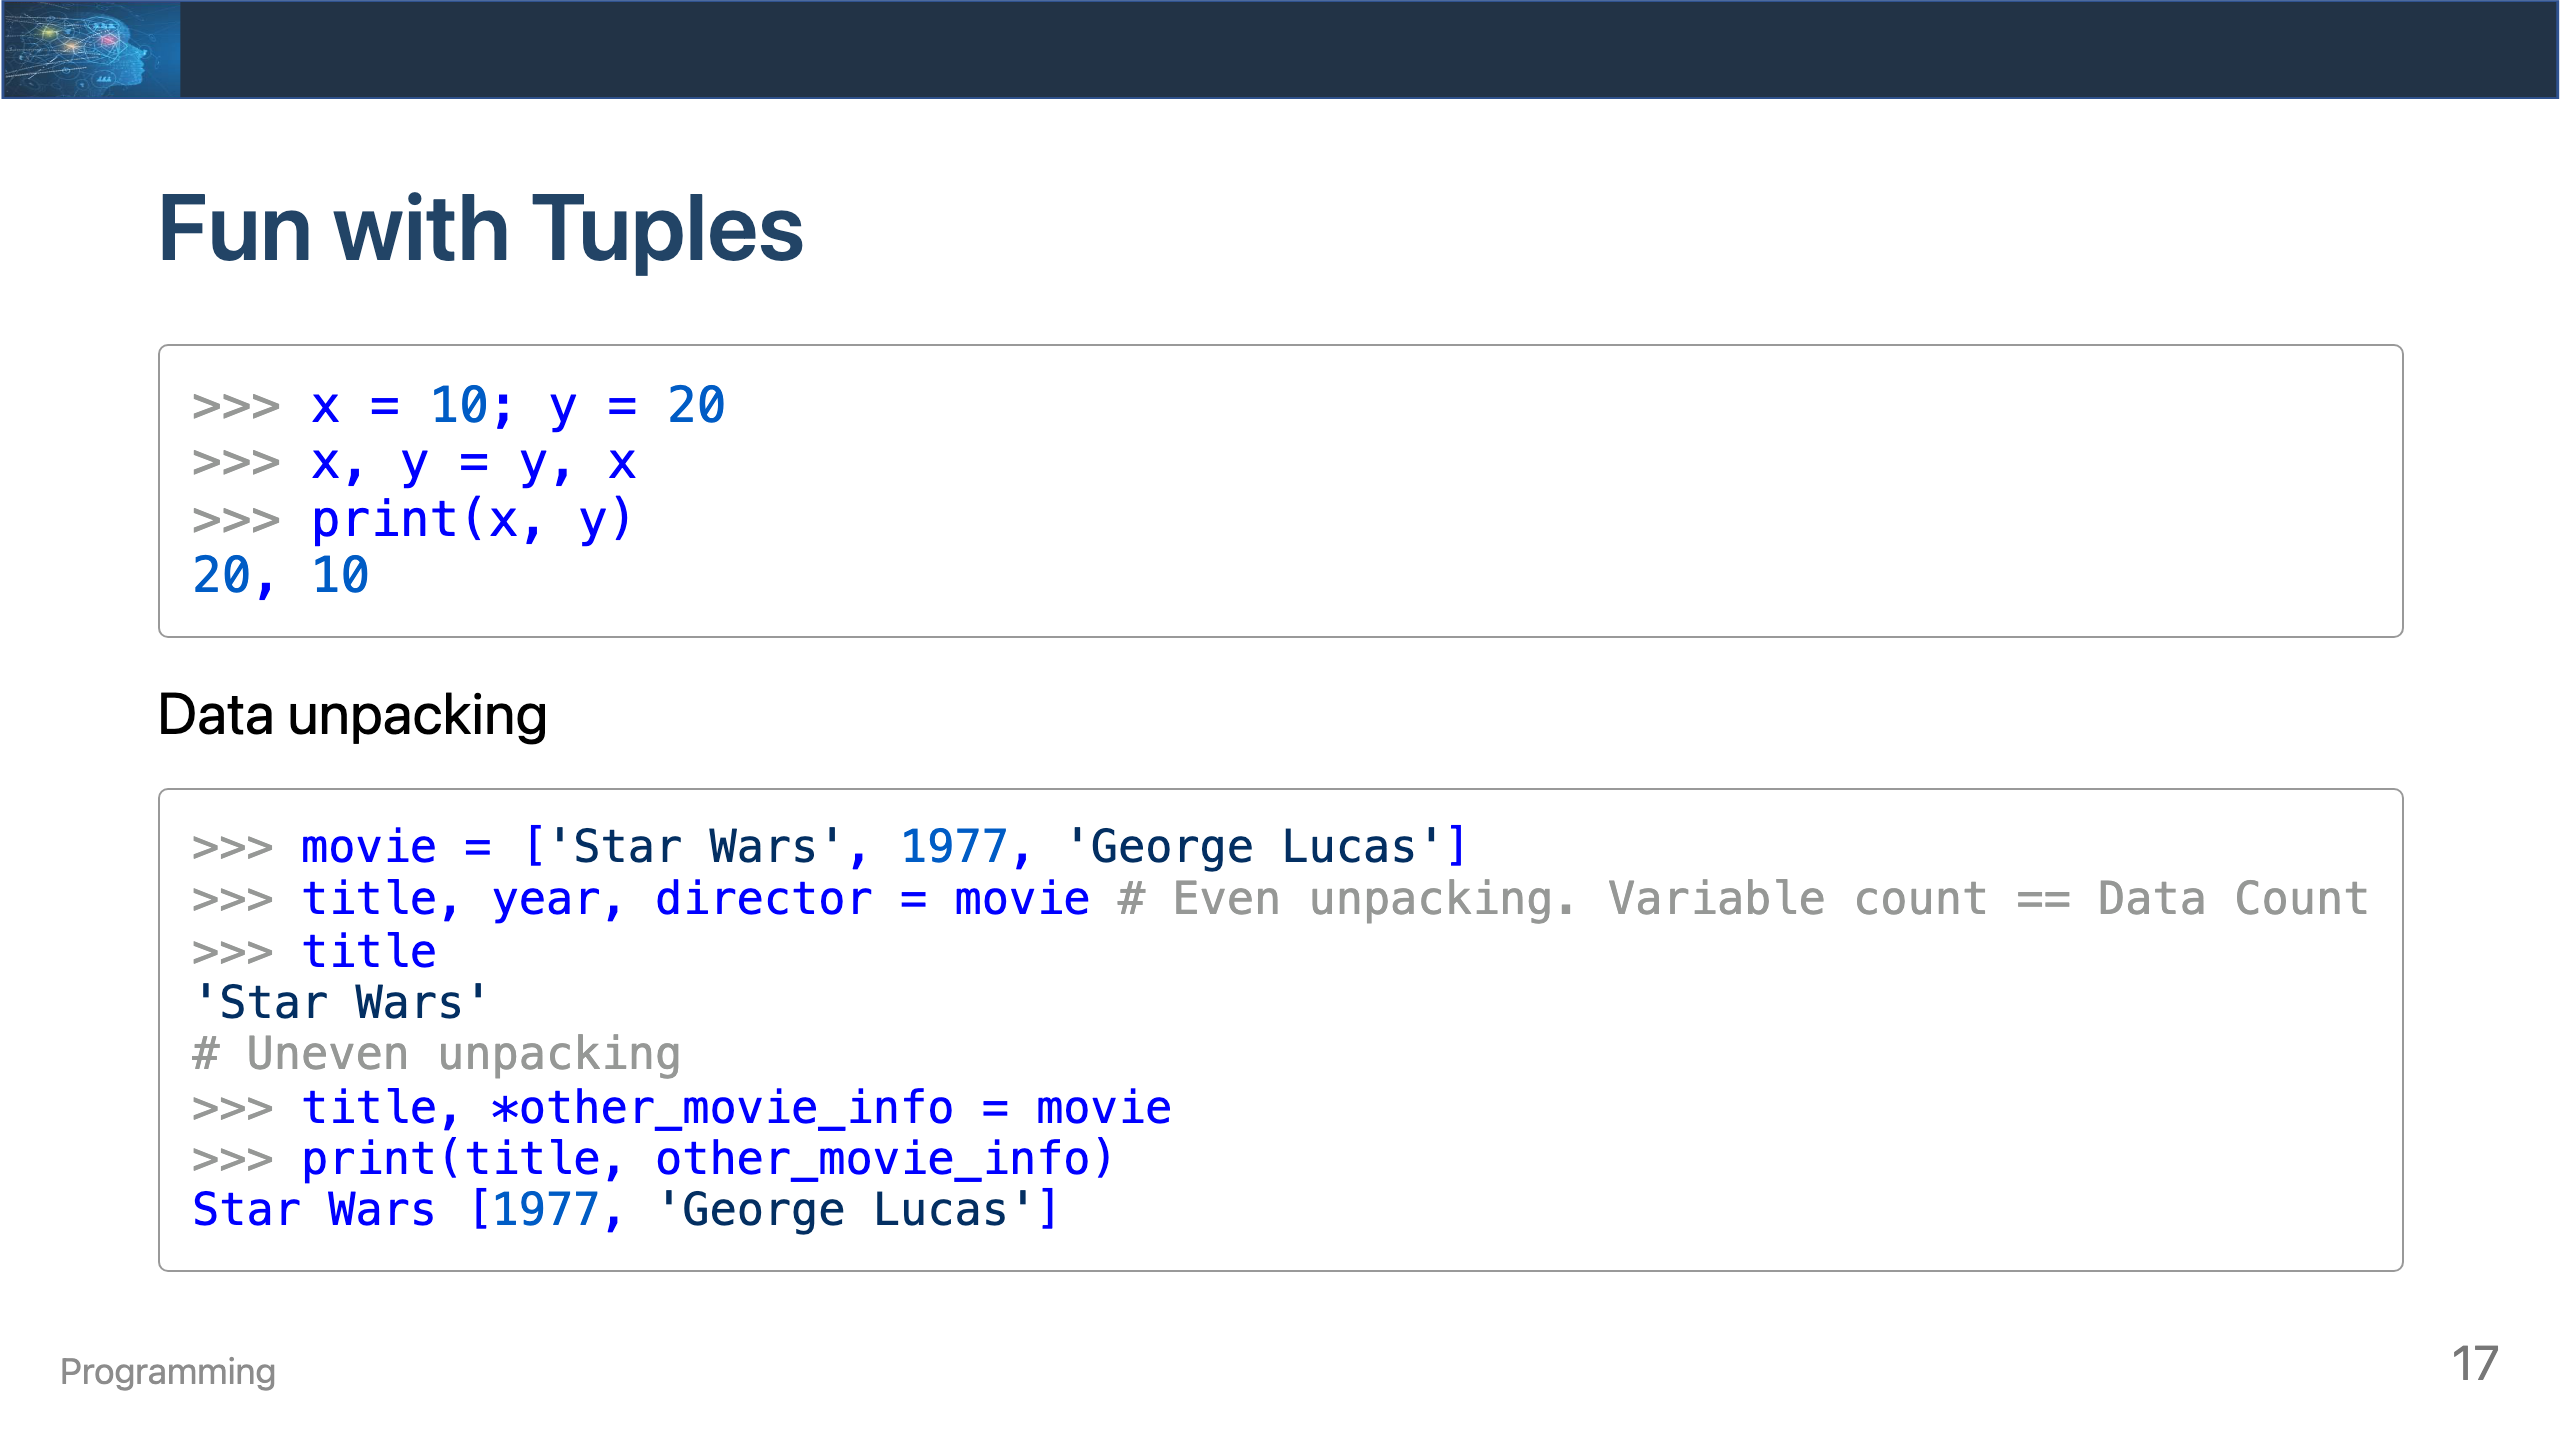 Fun with Tuples
>>> x = 10; y = 20
>>> x, y = y, x
>>> print(x, y)
20, 10
Data unpacking
>>> movie = ['Star Wars', 1977, 'George Lucas']
>>> title, year, director = movie # Even unpacking. Variable count == Data Count
>>> title
'Star Wars'
# Uneven unpacking
>>> title, *other_movie_info = movie
>>> print(title, other_movie_info)
Star Wars [1977, 'George Lucas']
Programming
17